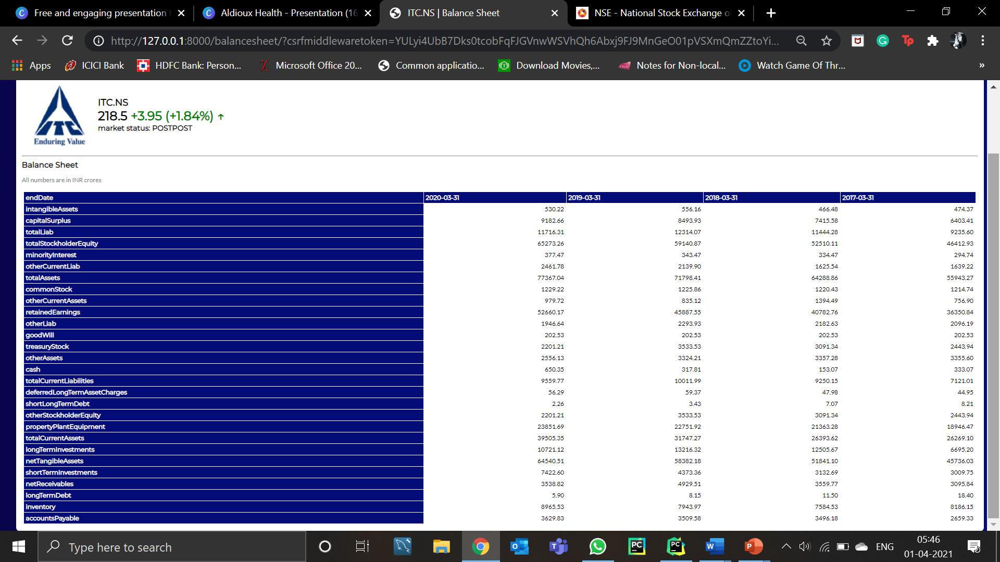 Free and engaging presentation t
Aldioux Health - Presentation (16
ITC.NS | Balance Sheet
NSE - National Stock Exchange o
http://127.0.0.1:8000/balancesheet/?csrfmiddlewaretoken=YULyi4UbB7Dks0tcobFqFJGVnwWSVhQh6Abxj9FJ9MnGeO01pVSXmQmZZtoYi...
Apps ICICI Bank HDFC Bank: Person... Microsoft Office 20... Common applicatio... Download Movies,... Notes for Non-local... Watch Game Of Thr... »
ITC
Enduring Value
ITC.NS
218.5 +3.95 (+1.84%) ↑
market status: POSTPOST
Balance Sheet
All numbers are in INR crores
endDate 2020-03-31 2019-03-31 2018-03-31 2017-03-31
intangibleAssets 530.22 556.16 466.48 474.37
capitalSurplus 9182.66 8493.93 7415.58 6403.41
totalLiab 11716.31 12314.07 11444.28 9235.60
totalStockholderEquity 65273.26 59140.87 52510.11 46412.93
minorityInterest 377.47 343.47 334.47 294.74
otherCurrentLiab 2461.78 2139.90 1625.54 1639.22
totalAssets 77367.04 71798.41 64288.86 55943.27
commonStock 1229.22 1225.86 1220.43 1214.74
otherCurrentAssets 979.72 835.12 1394.49 756.90
retainedEarnings 52660.17 45887.55 40782.76 36350.84
otherLiab 1946.64 2293.93 2182.63 2096.19
goodWill 202.53 202.53 202.53 202.53
treasuryStock 2201.21 3533.53 3091.34 2443.94
otherAssets 2556.13 3324.21 3357.28 3355.60
cash 650.35 317.81 153.07 333.07
totalCurrentLiabilities 9559.77 10011.99 9250.15 7121.01
deferredLongTermAssetCharges 56.29 59.37 47.98 44.95
shortLongTermDebt 2.26 3.43 7.07 8.21
otherStockholderEquity 2201.21 3533.53 3091.34 2443.94
propertyPlantEquipment 23851.69 22751.92 21363.28 18946.47
totalCurrentAssets 39505.35 31747.27 26393.62 26269.10
longTermInvestments 10721.12 13216.32 12505.67 6695.20
netTangibleAssets 64540.51 58382.18 51841.10 45736.03
shortTermInvestments 7422.60 4373.36 3132.69 3009.75
netReceivables 3538.82 4929.51 3559.77 3095.84
longTermDebt 5.90 8.15 11.50 18.40
inventory 8965.53 7943.97 7584.53 8186.15
accountsPayable 3629.83 3509.58 3496.18 2659.33
Type here to search
ENG
05:46
01-04-2021